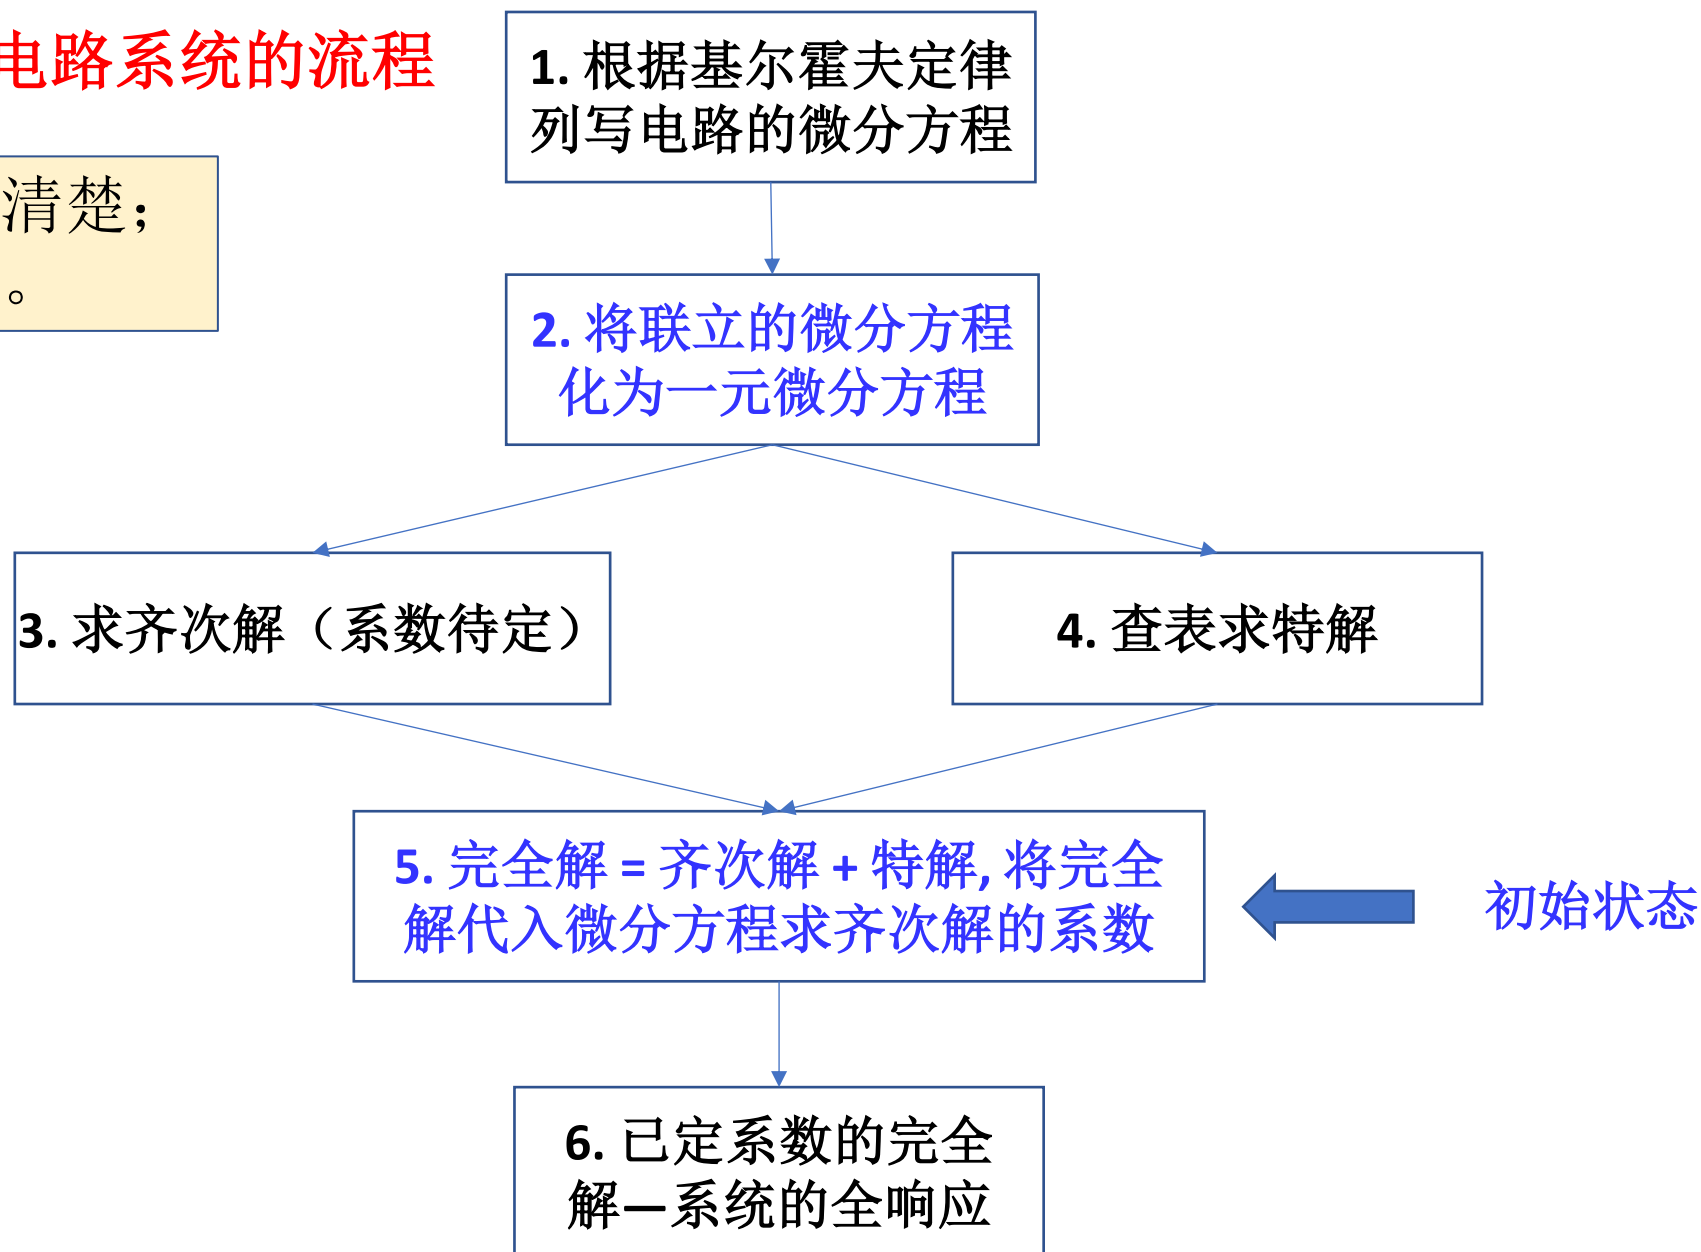 电路系统的流程
清楚；
。
1. 根据基尔霍夫定律
列写电路的微分方程
2. 将联立的微分方程
化为一元微分方程
3. 求齐次解（系数待定）
4. 查表求特解
5. 完全解 = 齐次解 + 特解, 将完全
解代入微分方程求齐次解的系数
初始状态
6. 已定系数的完全
解—系统的全响应